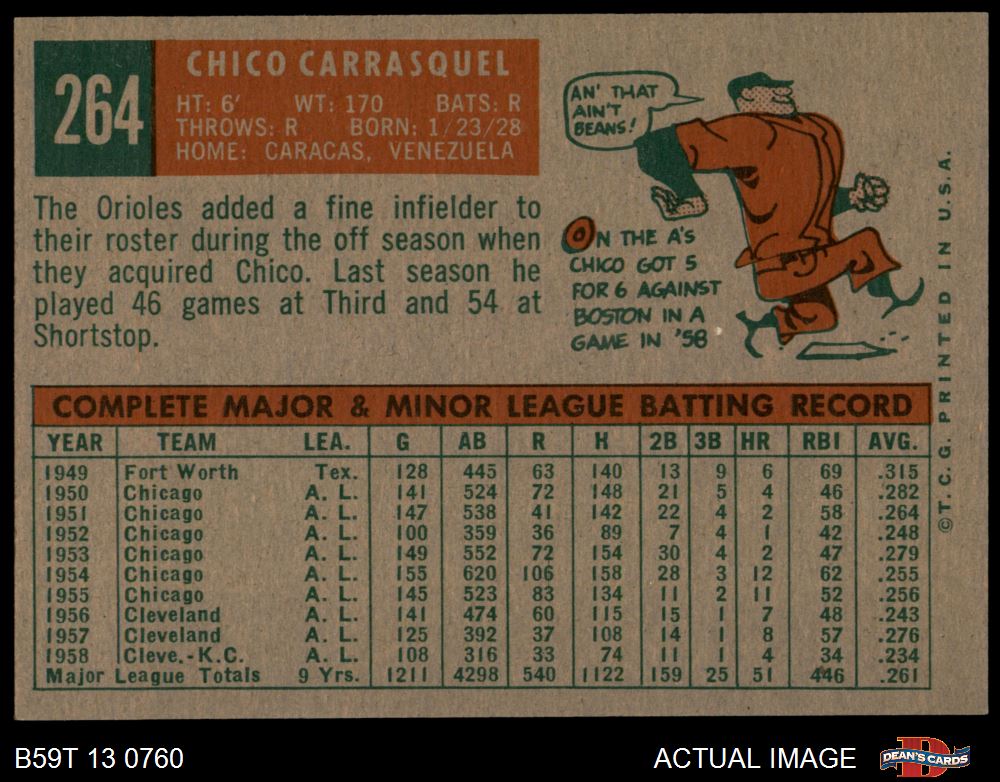 264
CHICO CARRASQUEL
HT: 6' WT: 170 BATS: R
THROWS: R BORN: 1/23/28
HOME: CARACAS, VENEZUELA
The Orioles added a fine infielder to
their roster during the off season when
they acquired Chico. Last season he
played 46 games at Third and 54 at
Shortstop.
AN' THAT
AIN'T
BEANS!
ON THE A'S
CHICO GOT 5
FOR 6 AGAINST
BOSTON IN A
GAME IN '58
© T. C. G. PRINTED IN U.S.A.
COMPLETE MAJOR & MINOR LEAGUE BATTING RECORD
YEAR TEAM LEA. G AB R H 2B 3B HR RBI AVG.
1949 Fort Worth Tex. 128 445 63 140 13 9 6 69 .315
1950 Chicago A. L. 141 524 72 148 21 5 4 46 .282
1951 Chicago A. L. 147 538 41 142 22 4 2 58 .264
1952 Chicago A. L. 100 359 36 89 7 4 1 42 .248
1953 Chicago A. L. 149 552 72 154 30 4 2 47 .279
1954 Chicago A. L. 155 620 106 158 28 3 12 62 .255
1955 Chicago A. L. 145 523 83 134 11 2 11 52 .256
1956 Cleveland A. L. 141 474 60 115 15 1 7 48 .243
1957 Cleveland A. L. 125 392 37 108 14 1 8 57 .276
1958 Cleve.-K.C. A. L. 108 316 33 74 11 1 4 34 .234
Major League Totals 9 Yrs. 1211 4298 540 1122 159 25 51 446 .261
B59T 13 0760
ACTUAL IMAGE
DEAN'S CARDS